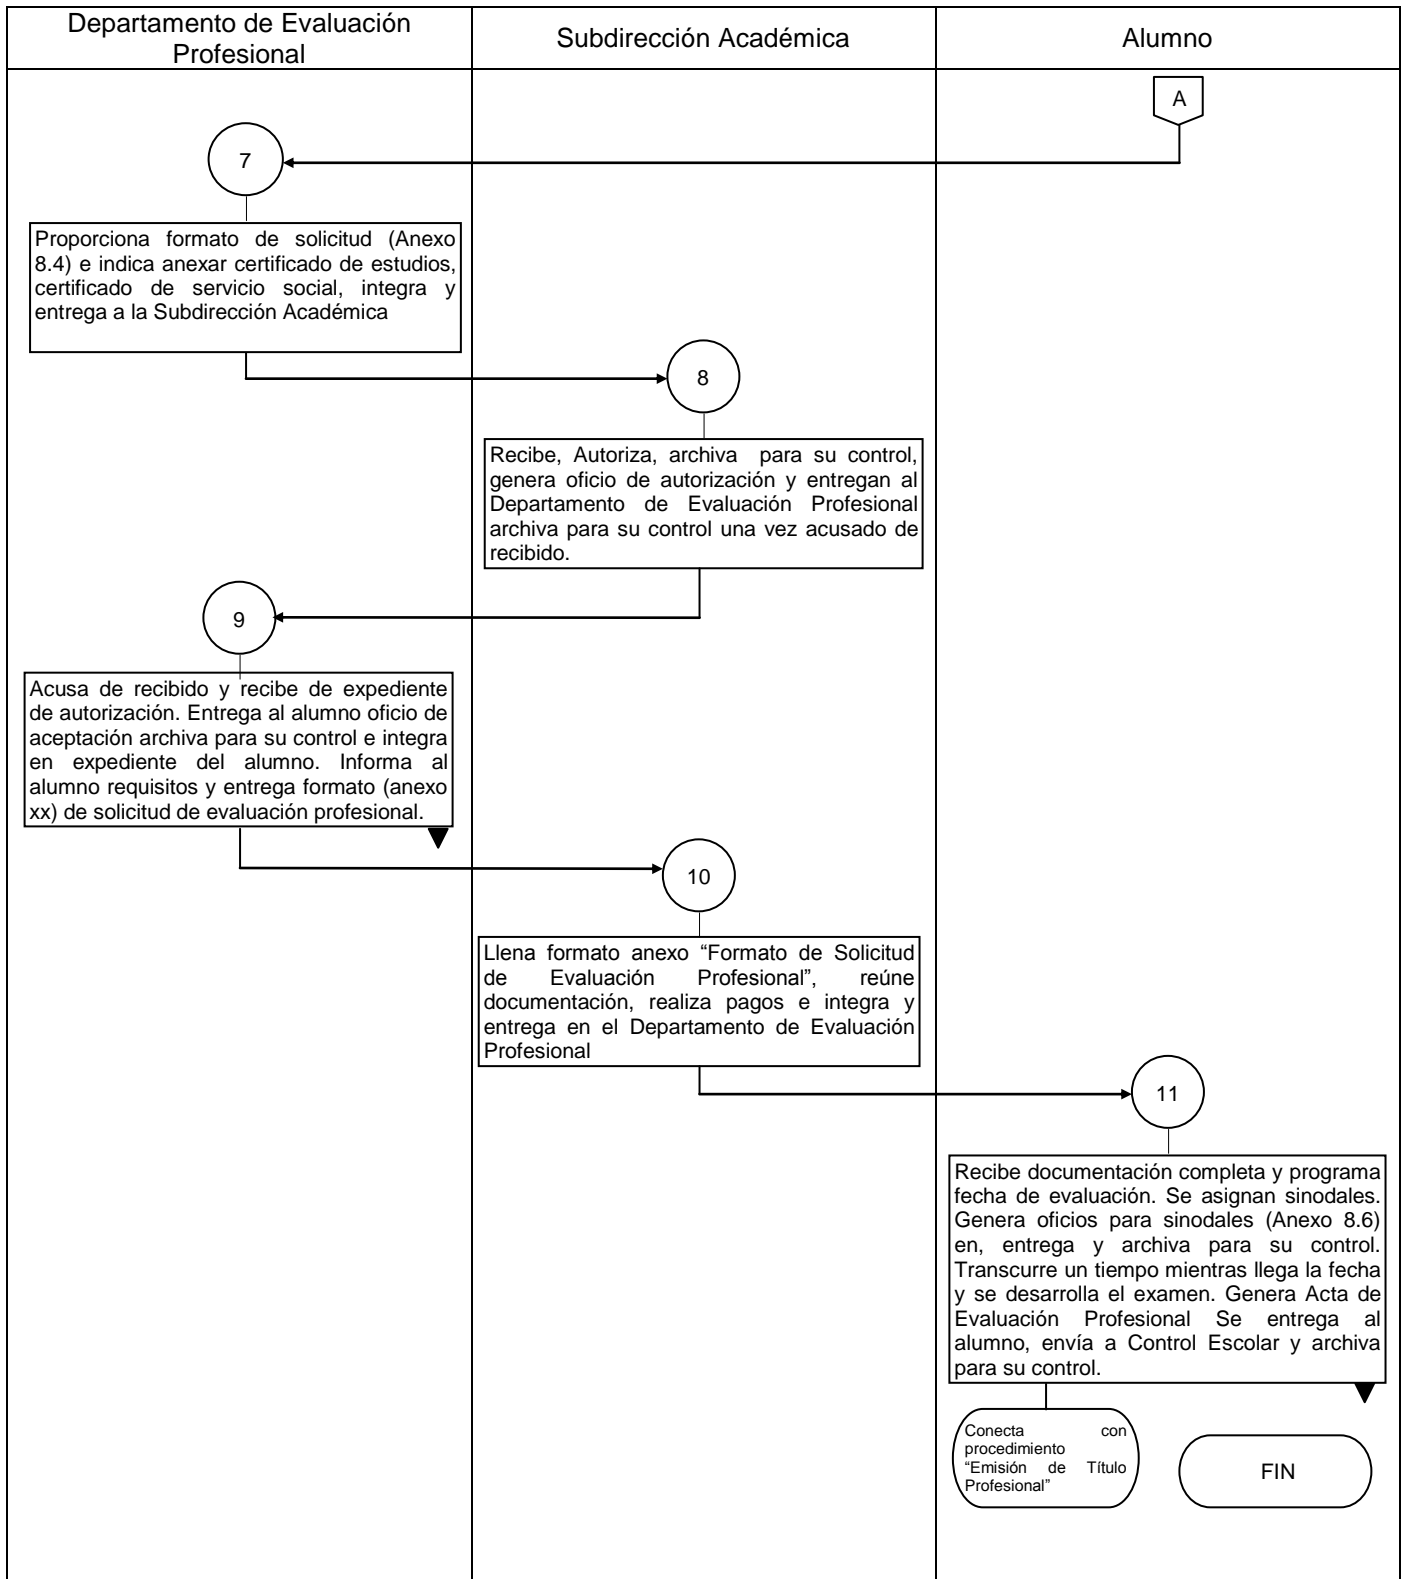 Departamento de Evaluación
Profesional
Subdirección Académica
Alumno
A
7
Proporciona formato de solicitud (Anexo
8.4) e indica anexar certificado de estudios,
certificado de servicio social, integra y
entrega a la Subdirección Académica
8
Recibe, Autoriza, archiva para su control,
genera oficio de autorización y entregan al
Departamento de Evaluación Profesional
archiva para su control una vez acusado de
recibido.
9
Acusa de recibido y recibe de expediente
de autorización. Entrega al alumno oficio de
aceptación archiva para su control e integra
en expediente del alumno. Informa al
alumno requisitos y entrega formato (anexo
xx) de solicitud de evaluación profesional.
10
Llena formato anexo “Formato de Solicitud
de Evaluación Profesional”, reúne
documentación, realiza pagos e integra y
entrega en el Departamento de Evaluación
Profesional
11
Recibe documentación completa y programa
fecha de evaluación. Se asignan sinodales.
Genera oficios para sinodales (Anexo 8.6)
en, entrega y archiva para su control.
Transcurre un tiempo mientras llega la fecha
y se desarrolla el examen. Genera Acta de
Evaluación Profesional Se entrega al
alumno, envía a Control Escolar y archiva
para su control.
Conecta con
procedimiento
“Emisión de Título
Profesional”
FIN